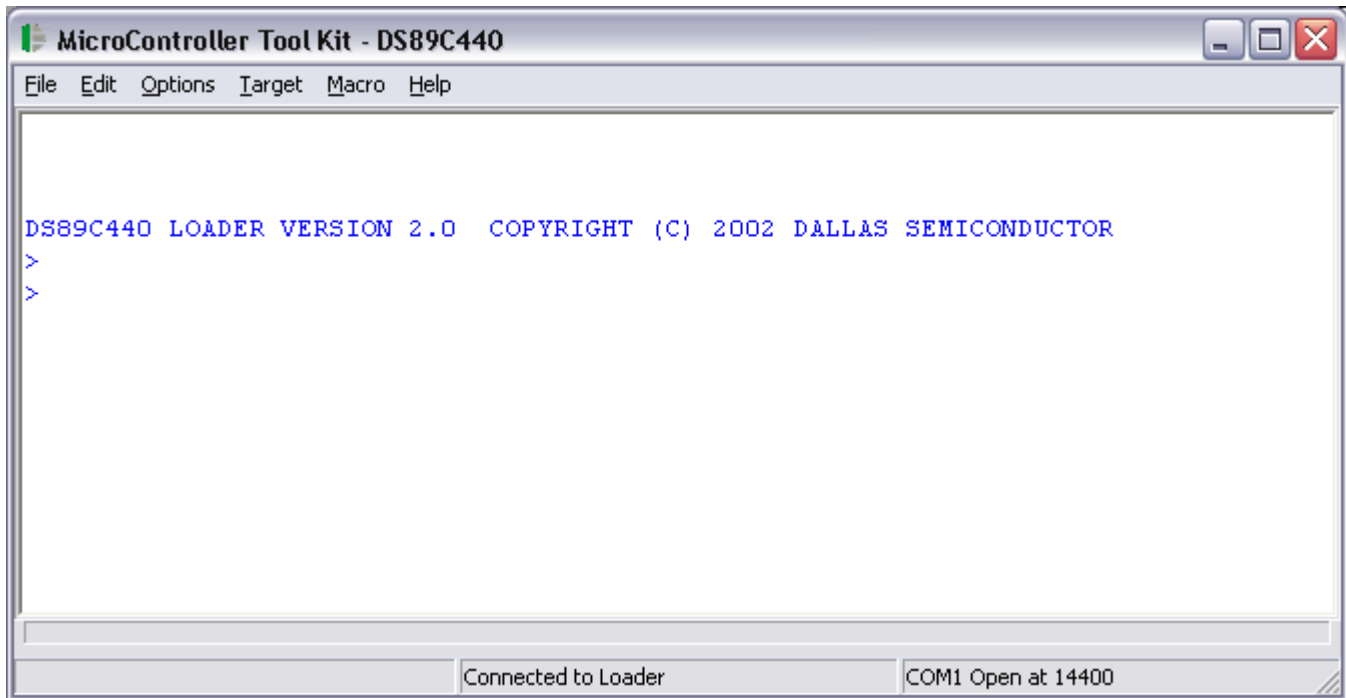 MicroController Tool Kit - DS89C440
File Edit Options Target Macro Help
DS89C440 LOADER VERSION 2.0  COPYRIGHT (C) 2002 DALLAS SEMICONDUCTOR
>
>
Connected to Loader
COM1 Open at 14400